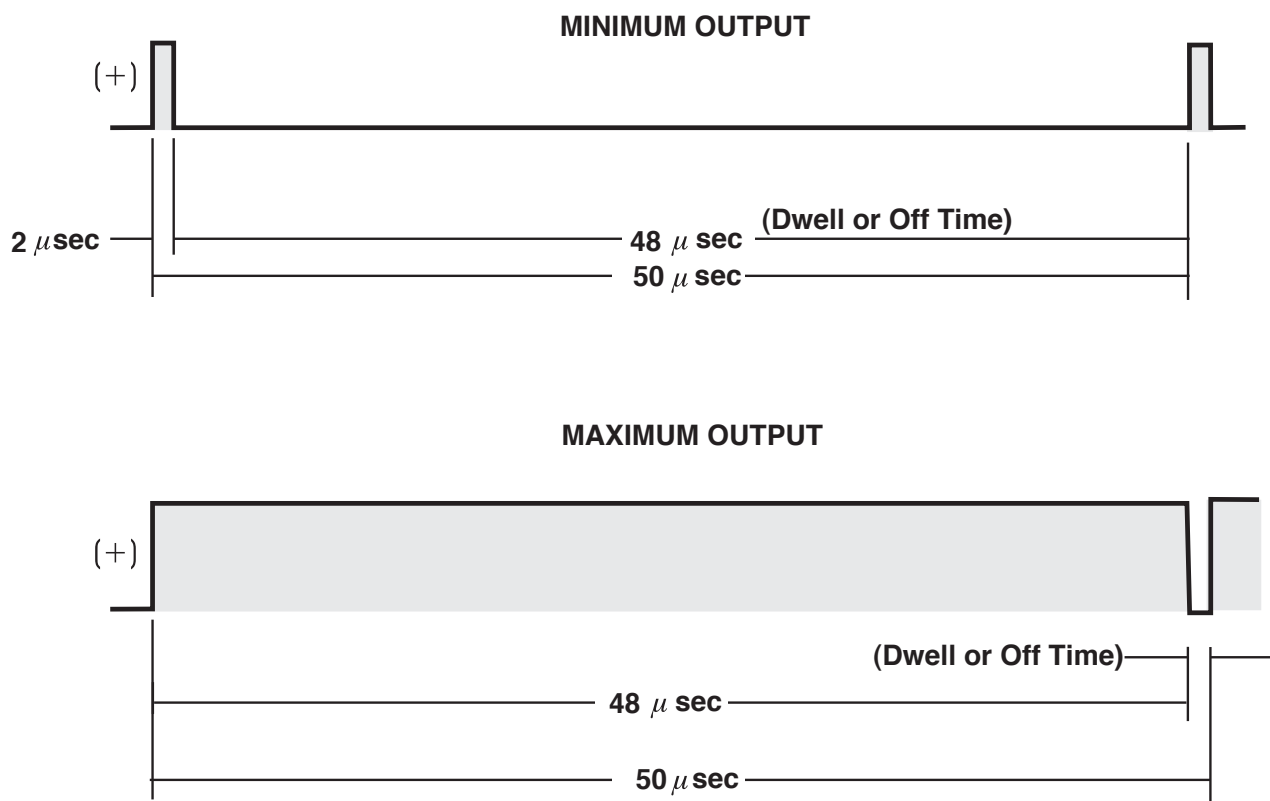 MINIMUM OUTPUT
(+)
(Dwell or Off Time)
2 μsec
48 μ sec
50 μ sec
MAXIMUM OUTPUT
(+)
(Dwell or Off Time)
48 μ sec
50 μ sec